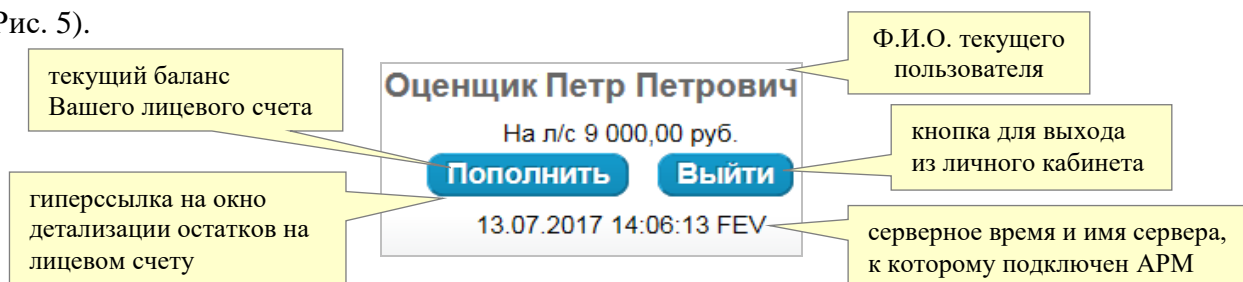 Рис. 5).
Ф.И.О. текущего
пользователя
текущий баланс
Вашего лицевого счета
Оценщик Петр Петрович
На л/с 9 000,00 руб.
Пополнить
Выйти
кнопка для выхода
из личного кабинета
гиперссылка на окно
детализации остатков на
лицевом счету
13.07.2017 14:06:13 FEV
серверное время и имя сервера,
к которому подключен АРМ